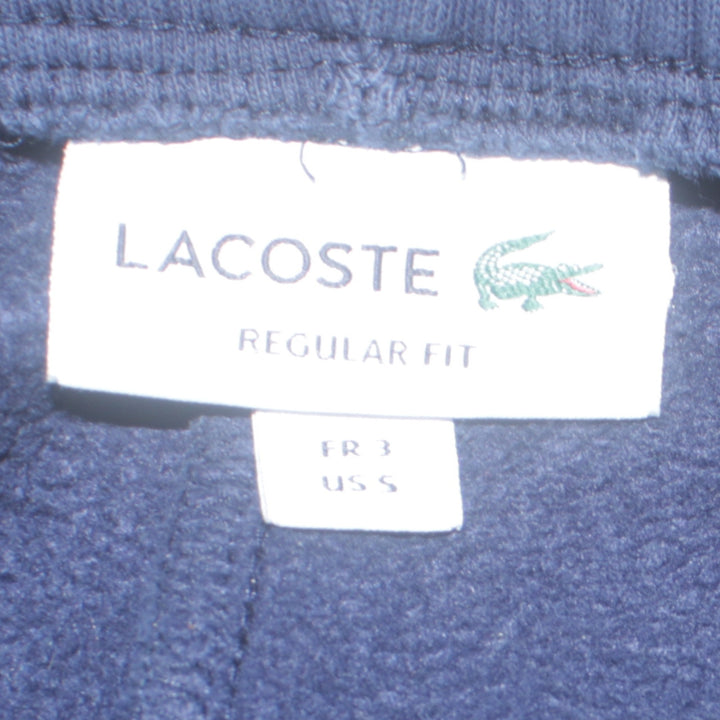 LACOSTE
REGULAR FIT
FR 3
US S